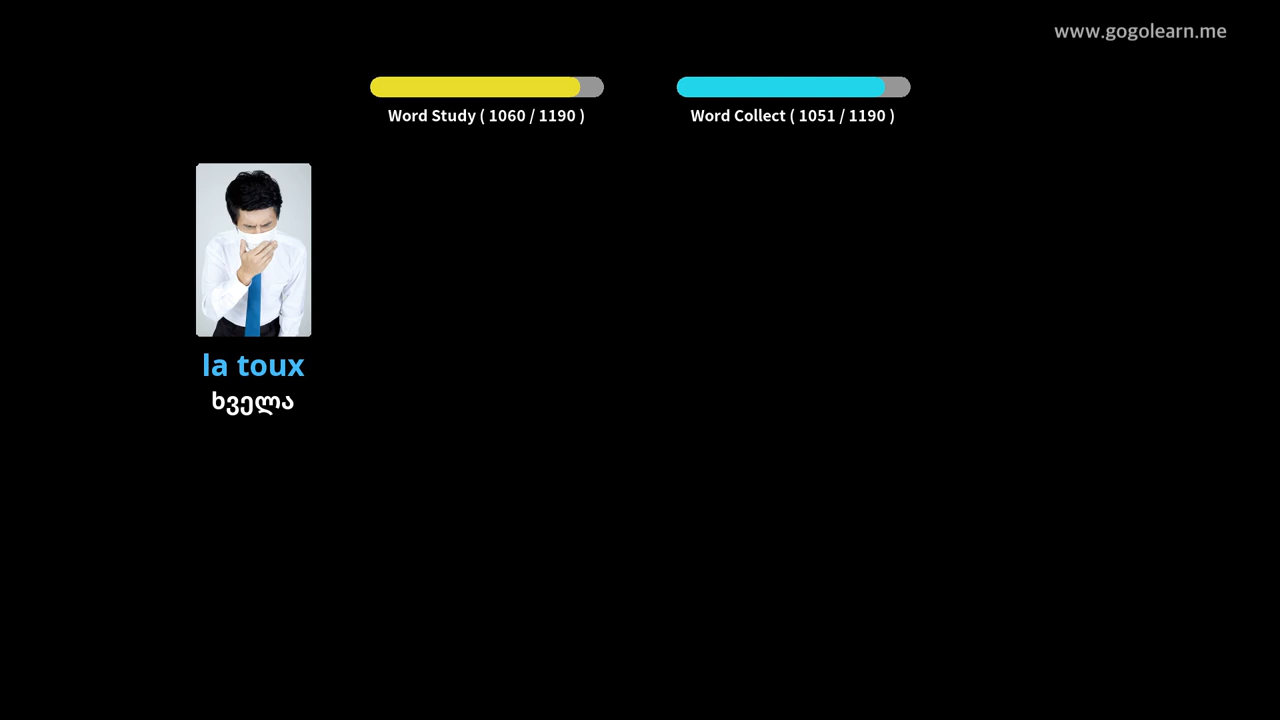 www.gogolearn.me
Word Study ( 1060 / 1190 )
Word Collect ( 1051 / 1190 )
la toux
ხველა